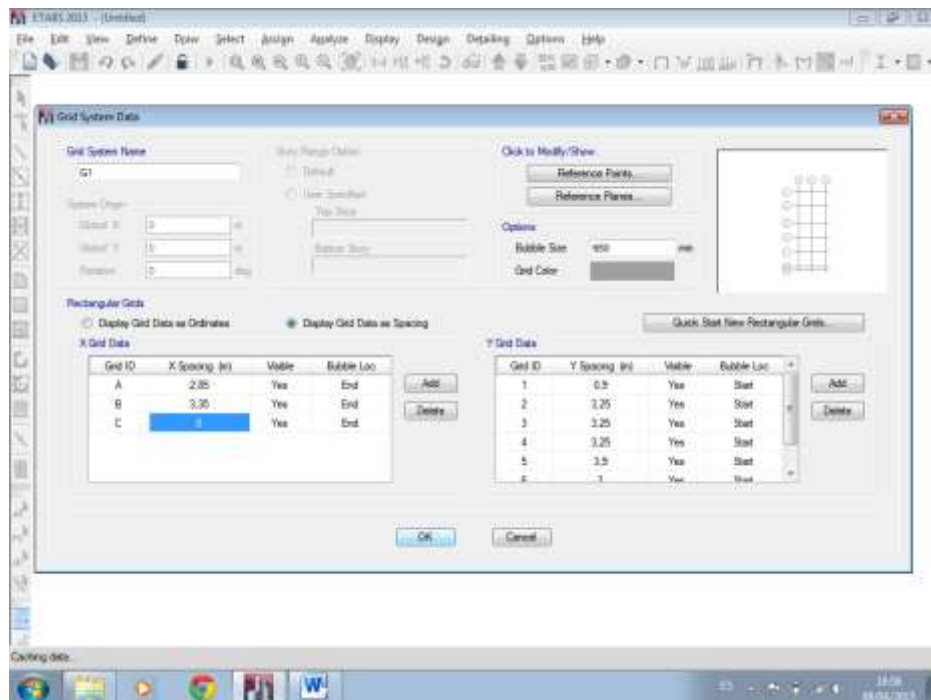 ETABS 2013 - (Untitled)
File Edit View Define Draw Select Assign Analyze Display Design Detailing Options Help
Grid System Data
Grid System Name
G1
Story Range Option
Default
User Specified
Top Story
Bottom Story
System Origin
Global X 0 m
Global Y 0 m
Rotation 0 deg
Click to Modify/Show:
Reference Points...
Reference Planes...
Options
Bubble Size mm
Grid Color
Rectangular Grids
Display Grid Data as Ordinates
Display Grid Data as Spacing
Quick Start New Rectangular Grids...
X Grid Data
Grid ID X Spacing (m) Visible Bubble Loc
A 2,85 Yes End
B 3,35 Yes End
C Yes End
Add
Delete
Y Grid Data
Grid ID Y Spacing (m) Visible Bubble Loc
1 0,9 Yes Start
2 3,25 Yes Start
3 3,25 Yes Start
4 3,25 Yes Start
5 3,9 Yes Start
Add
Delete
OK
Cancel
Caching data...
ES